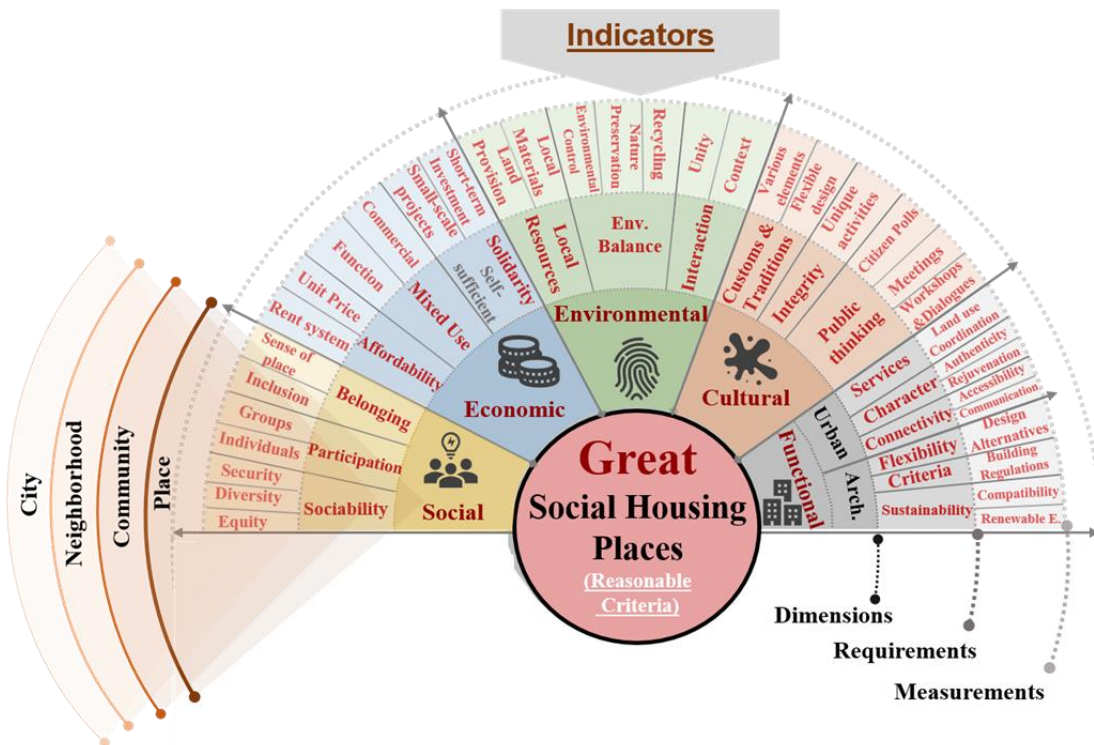 Indicators
Great
Social Housing
Places
(Reasonable
Criteria)
Social
Economic
Environmental
Cultural
Functional
Urban
Arch.
Sociability
Participation
Belonging
Affordability
Mixed Use
Self-
sufficient
Solidarity
Local
Resources
Env.
Balance
Interaction
Customs &
Traditions
Integrity
Public
thinking
Services
Character
Connectivity
Flexibility
Criteria
Sustainability
Equity
Diversity
Security
Individuals
Groups
Inclusion
Sense of
place
Rent system
Unit Price
Function
Commercial
Small-scale
projects
Short-term
Investment
Land
Provision
Local
Materials
Environmental
Control
Nature
Preservation
Recycling
Unity
Context
Various
elements
Flexible
design
Unique
activities
Citizen Polls
Meetings
Workshops
&Dialogues
Land use
Coordination
Authenticity
Rejuvenation
Accessibility
Communication
Design
Alternatives
Building
Regulations
Compatibility
Renewable E.
City
Neighborhood
Community
Place
Dimensions
Requirements
Measurements